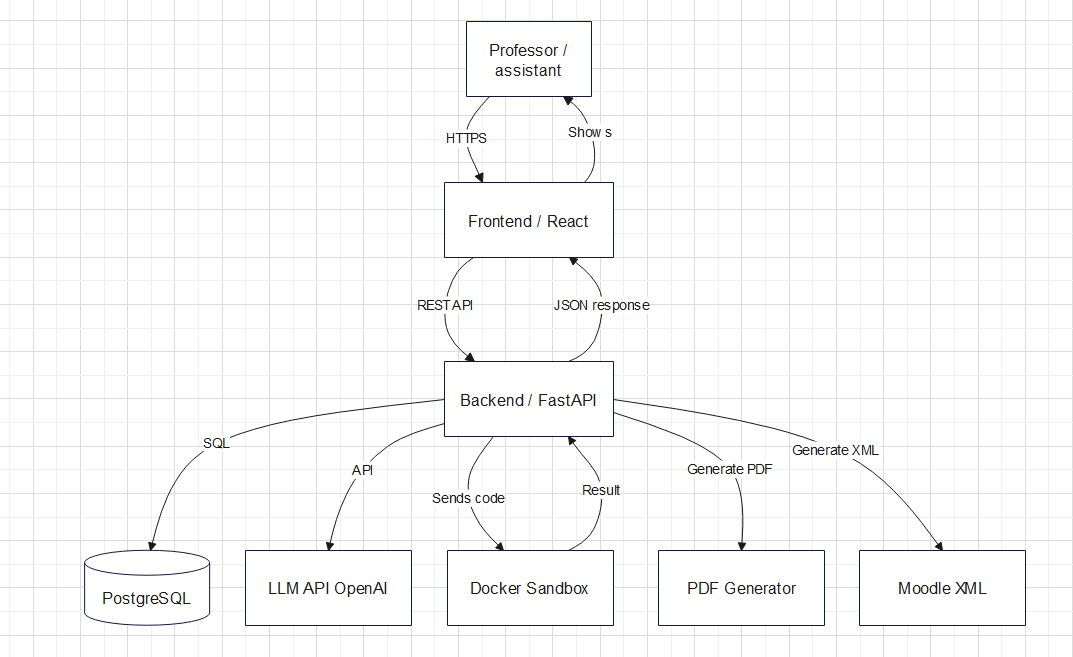 Professor /
assistant
HTTPS
Shows
Frontend / React
REST API
JSON response
Backend / FastAPI
SQL
API
Sends code
Result
Generate PDF
Generate XML
PostgreSQL
LLM API OpenAI
Docker Sandbox
PDF Generator
Moodle XML